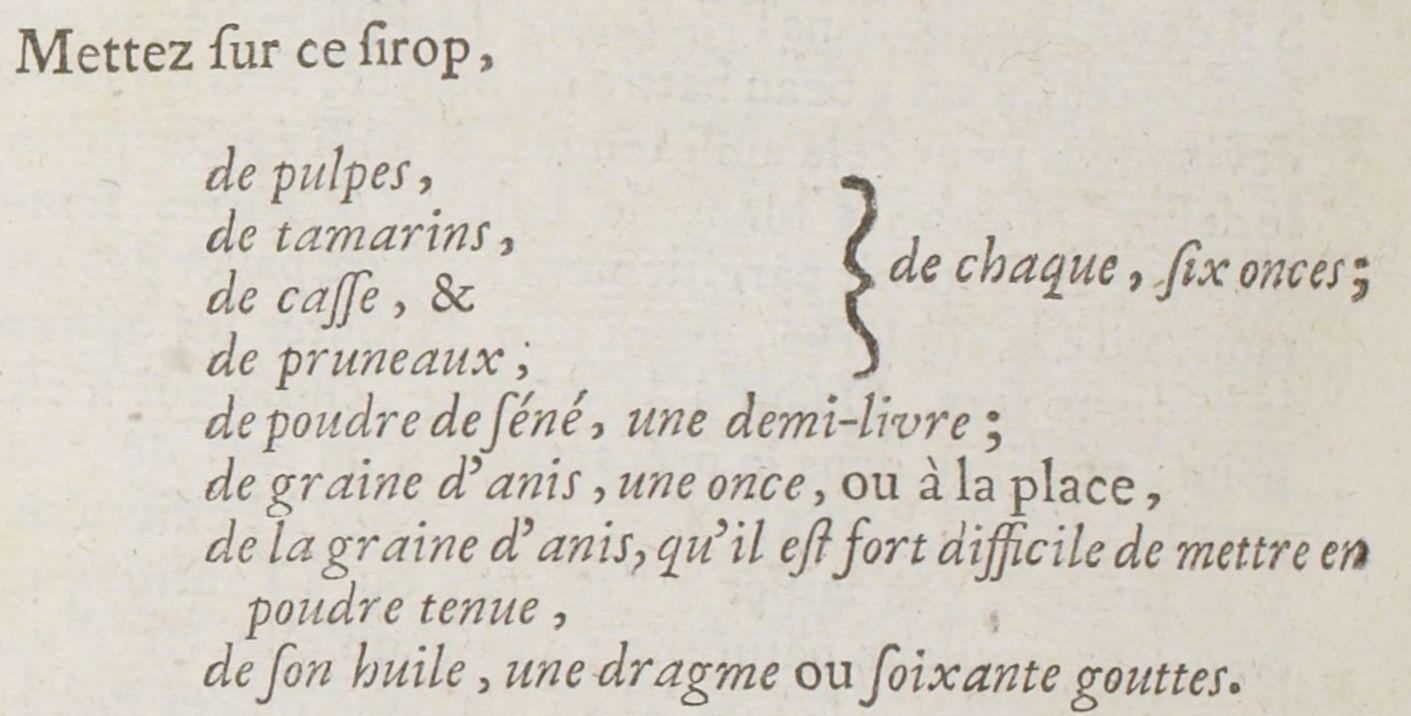 Mettez ſur ce ſirop,
de pulpes,
de tamarins,
de caſſe, &
de pruneaux;
de chaque, ſix onces;
de poudre de ſéné, une demi-livre;
de graine d'anis, une once, ou à la place,
de la graine d'anis, qu'il eſt fort difficile de mettre en
poudre tenue,
de ſon huile, une dragme ou ſoixante gouttes.